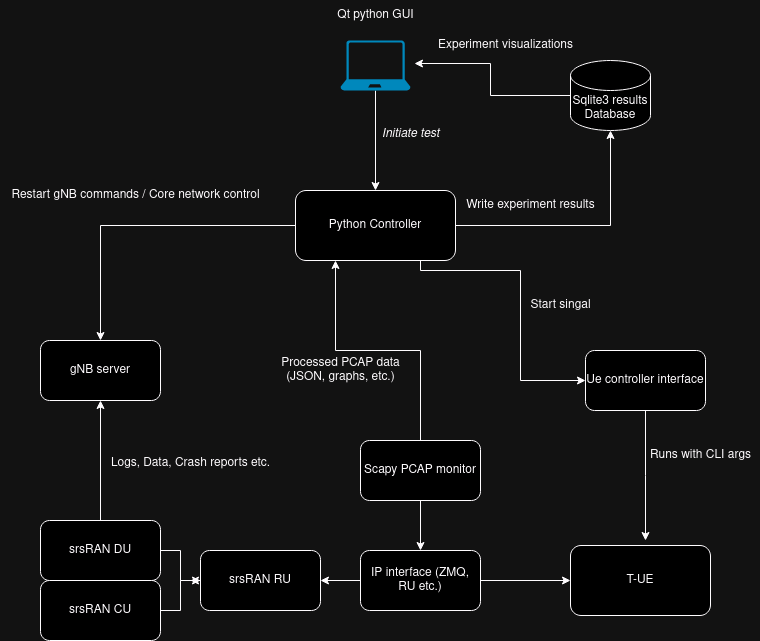 Qt python GUI
Experiment visualizations
Sqlite3 results
Database
Initiate test
Restart gNB commands / Core network control
Write experiment results
Python Controller
Start singal
gNB server
Processed PCAP data
(JSON, graphs, etc.)
Ue controller interface
Logs, Data, Crash reports etc.
Scapy PCAP monitor
Runs with CLI args
srsRAN DU
srsRAN RU
IP interface (ZMQ,
RU etc.)
T-UE
srsRAN CU